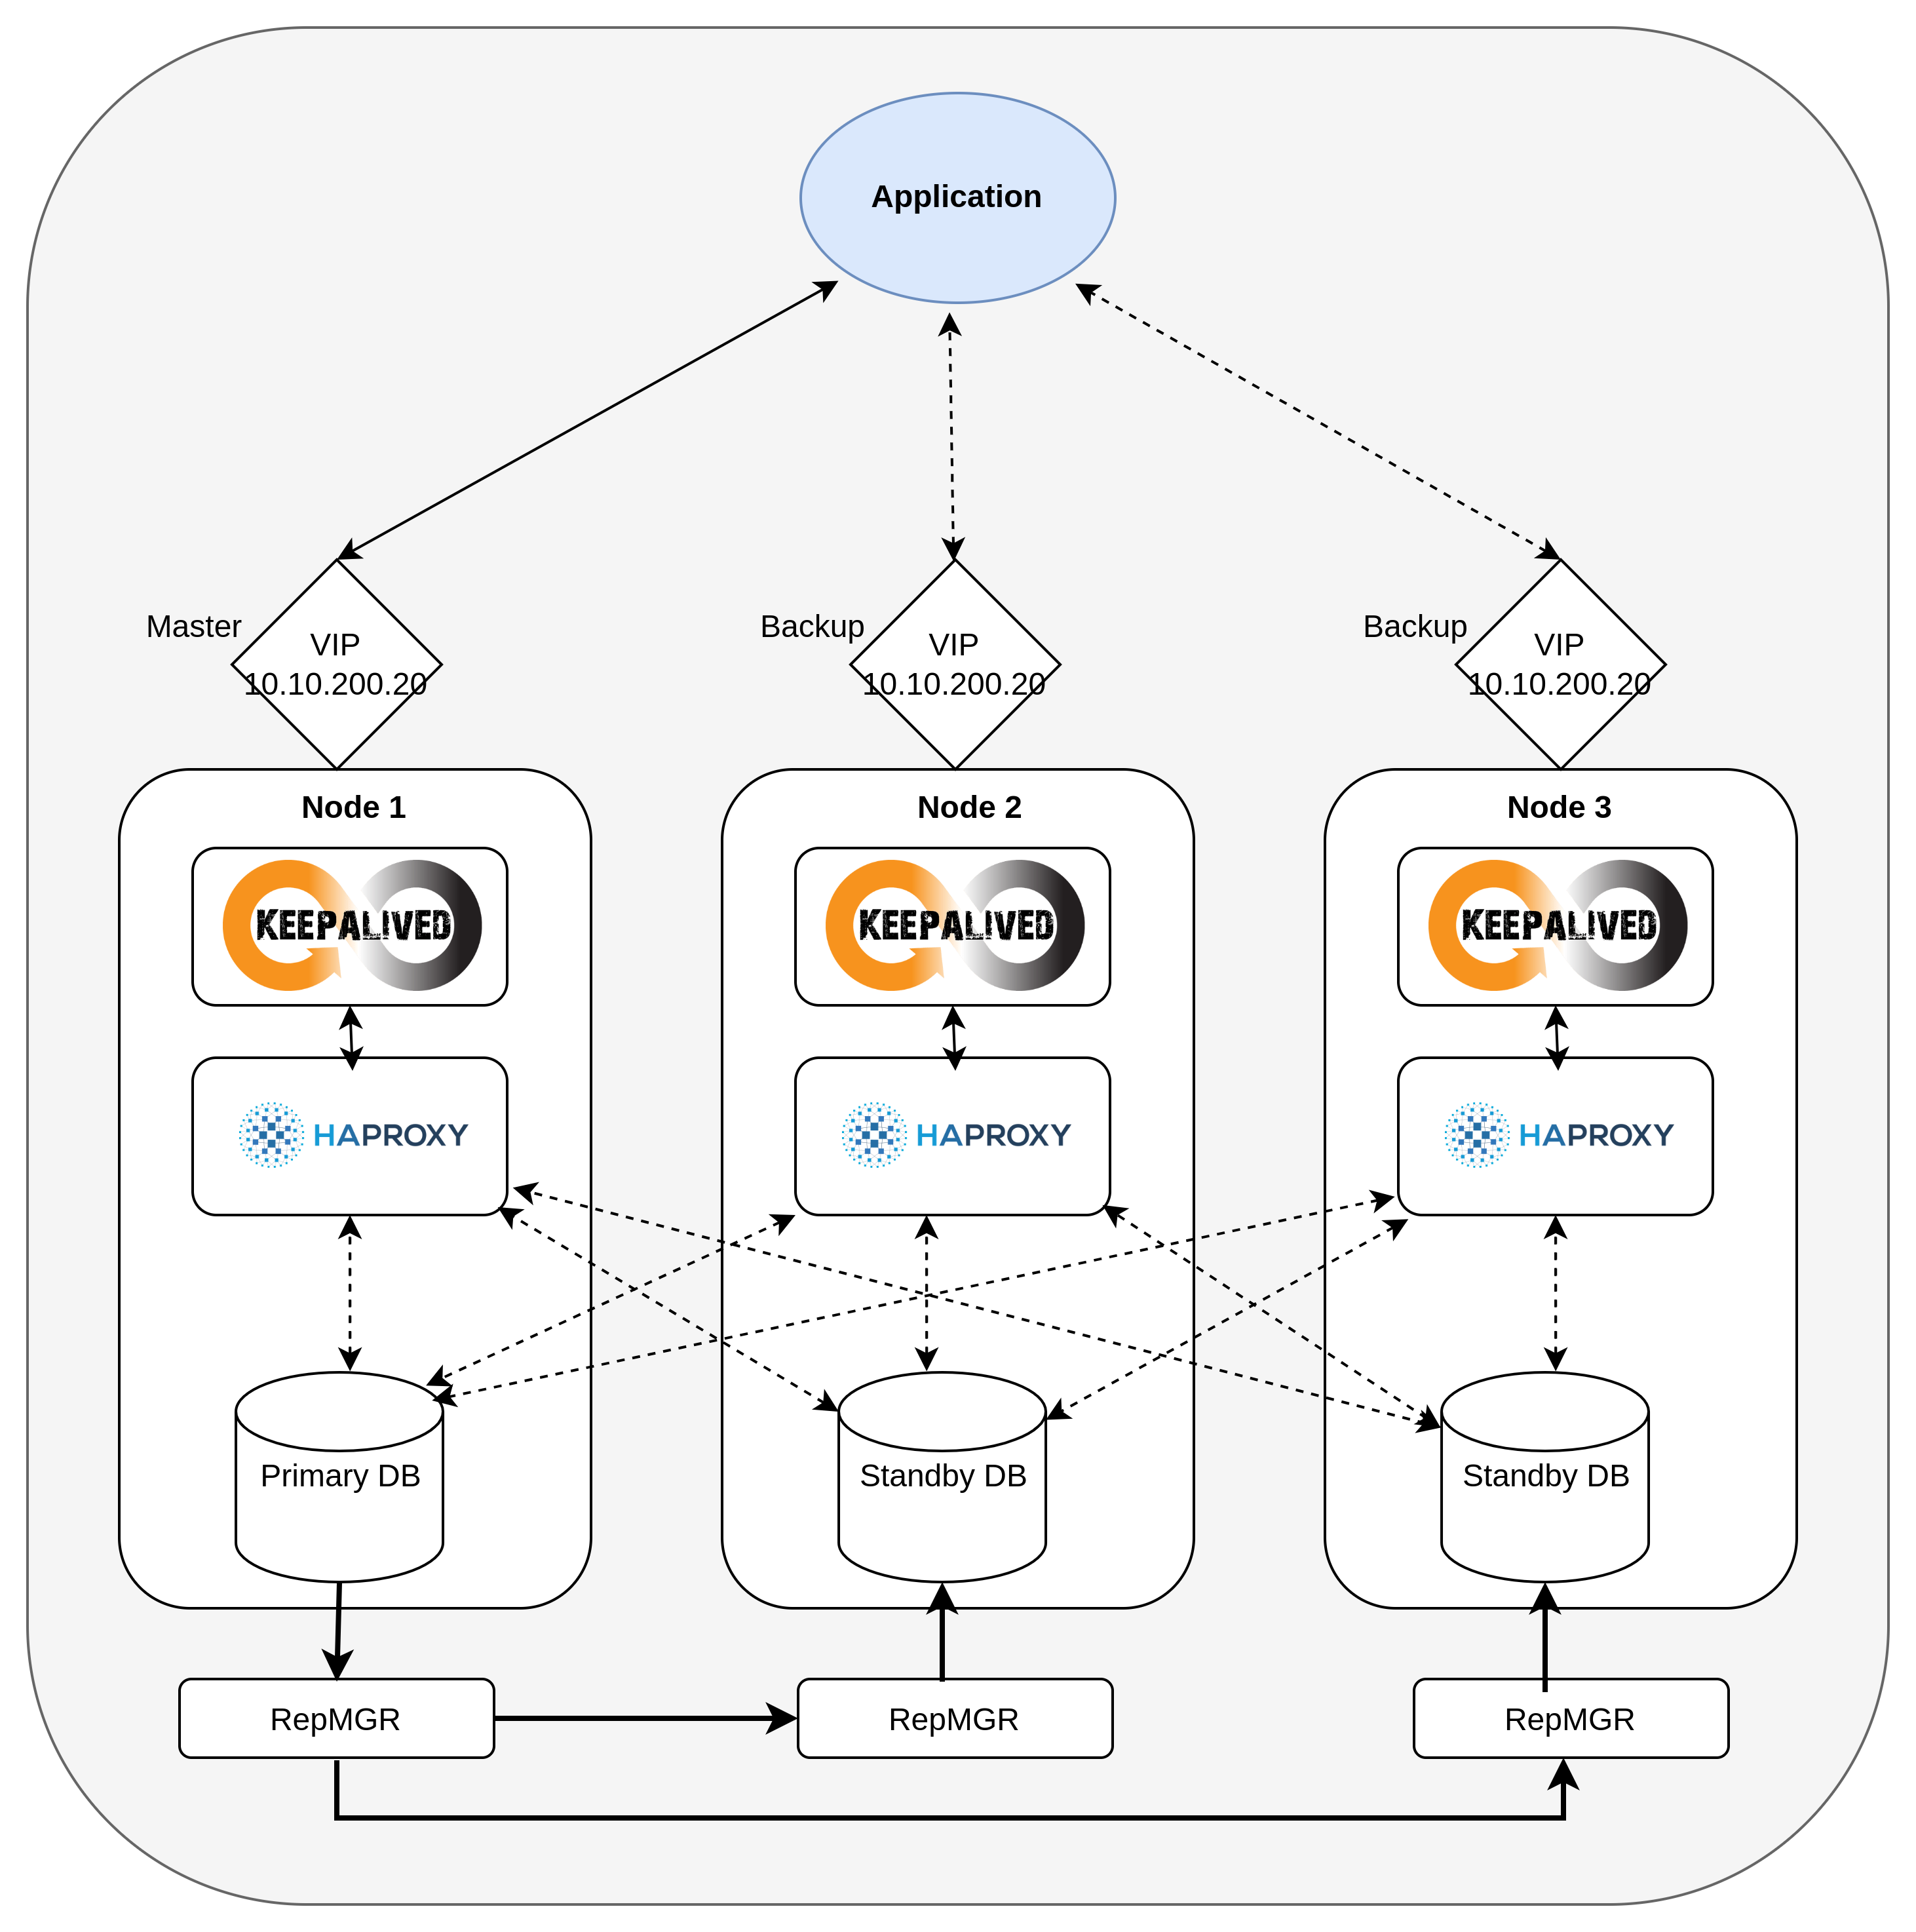 Application
Master
VIP
10.10.200.20
Backup
VIP
10.10.200.20
Backup
VIP
10.10.200.20
Node 1
KEEPALIVED
HAPROXY
Primary DB
Node 2
KEEPALIVED
HAPROXY
Standby DB
Node 3
KEEPALIVED
HAPROXY
Standby DB
RepMGR
RepMGR
RepMGR